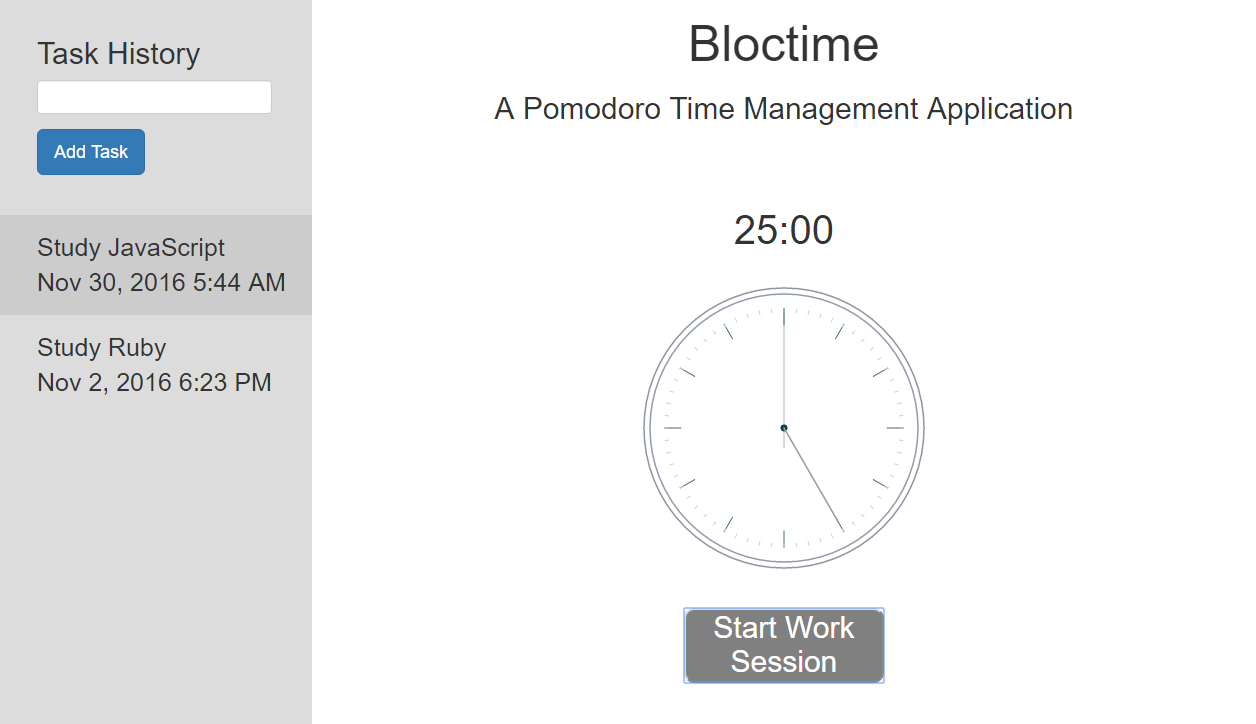 Task History
Add Task
Study JavaScript
Nov 30, 2016 5:44 AM
Study Ruby
Nov 2, 2016 6:23 PM
Bloctime
A Pomodoro Time Management Application
25:00
Start Work
Session